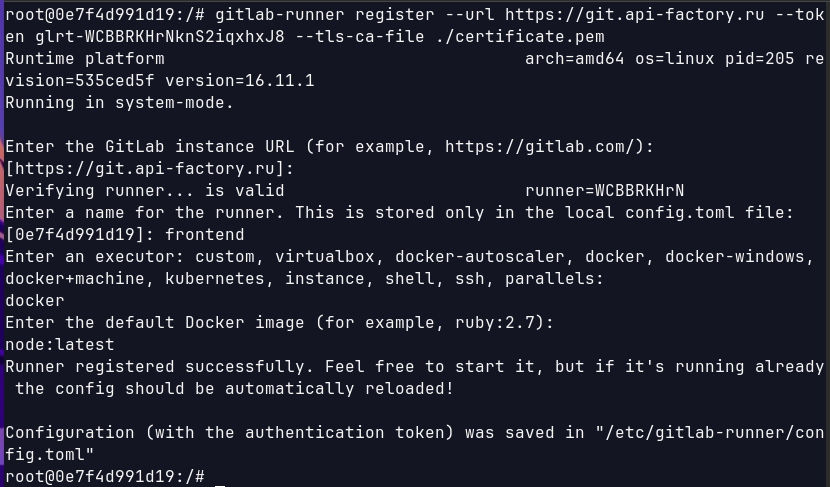 root@0e7f4d991d19:/# gitlab-runner register --url https://git.api-factory.ru --tok
en glrt-WCBBRKHrNknS2iqxhxJ8 --tls-ca-file ./certificate.pem
Runtime platform                                    arch=amd64 os=linux pid=205 re
vision=535ced5f version=16.11.1
Running in system-mode.

Enter the GitLab instance URL (for example, https://gitlab.com/):
[https://git.api-factory.ru]:
Verifying runner... is valid                        runner=WCBBRKHrN
Enter a name for the runner. This is stored only in the local config.toml file:
[0e7f4d991d19]: frontend
Enter an executor: custom, virtualbox, docker-autoscaler, docker, docker-windows,
docker+machine, kubernetes, instance, shell, ssh, parallels:
docker
Enter the default Docker image (for example, ruby:2.7):
node:latest
Runner registered successfully. Feel free to start it, but if it's running already
 the config should be automatically reloaded!

Configuration (with the authentication token) was saved in "/etc/gitlab-runner/con
fig.toml"
root@0e7f4d991d19:/#